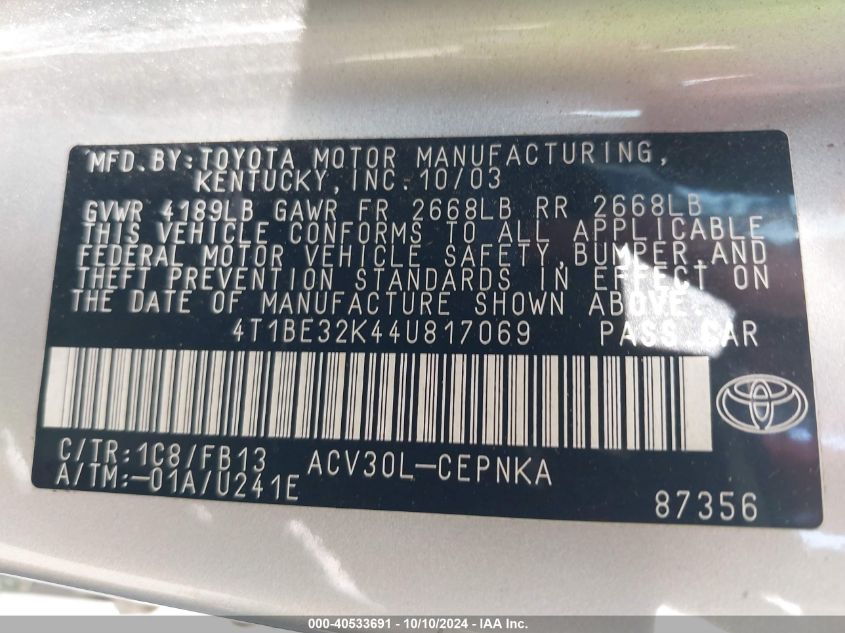 MFD. BY: TOYOTA MOTOR MANUFACTURING,
KENTUCKY, INC. 10/03
GVWR 4189LB GAWR FR 2668LB RR 2668LB
THIS VEHICLE CONFORMS TO ALL APPLICABLE
FEDERAL MOTOR VEHICLE SAFETY, BUMPER, AND
THEFT PREVENTION STANDARDS IN EFFECT ON
THE DATE OF MANUFACTURE SHOWN ABOVE.
4T1BE32K44U817069 PASS CAR
C/TR: 1C8/FB13 ACV30L-CEPNKA
A/TM:-01A/U241E
87356
000-40533691 - 10/10/2024 - IAA Inc.